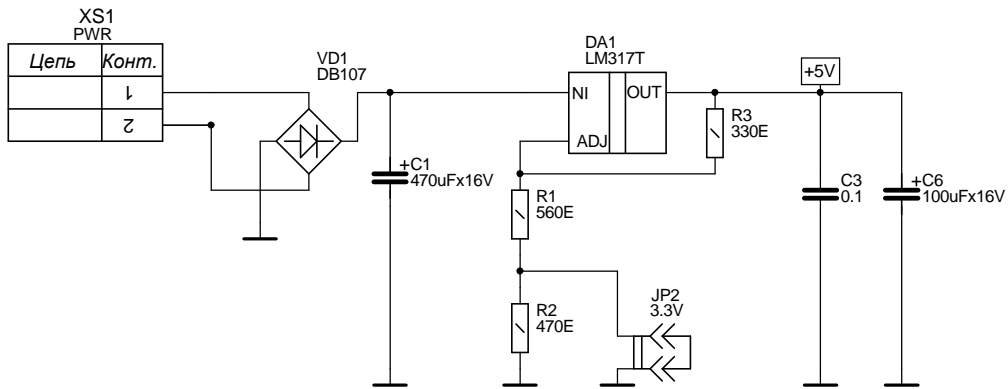 XS1
PWR
Цепь Конт.
1
2
VD1
DB107
+C1
470uFx16V
DA1
LM317T
NI OUT
ADJ
R3
330E
R1
560E
R2
470E
JP2
3.3V
+5V
C3
0.1
+C6
100uFx16V